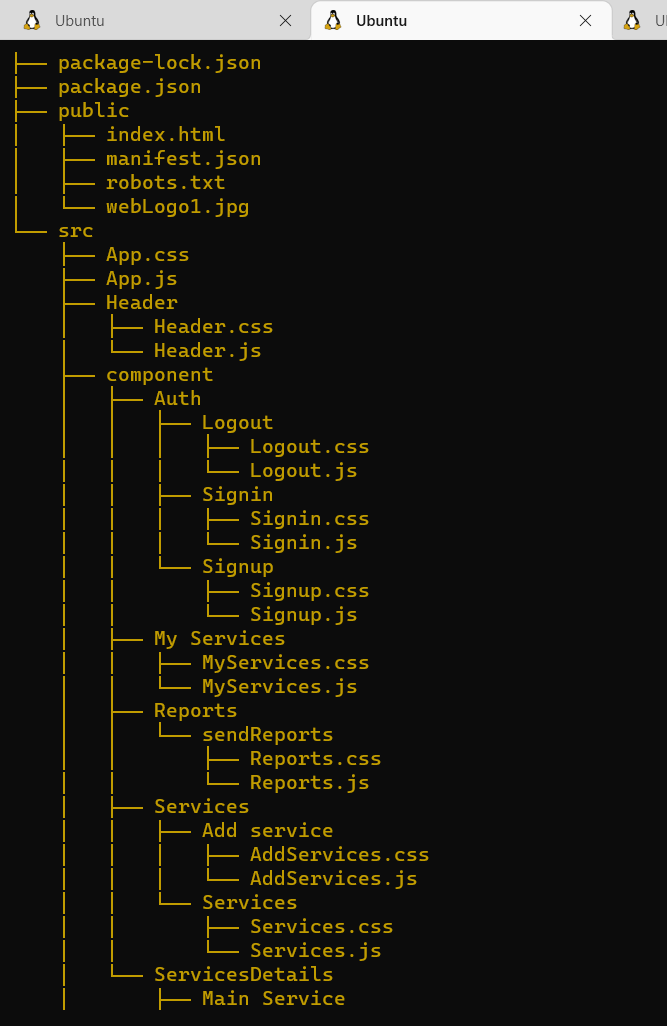 Ubuntu Ubuntu
├── package-lock.json
├── package.json
├── public
│   ├── index.html
│   ├── manifest.json
│   ├── robots.txt
│   └── webLogo1.jpg
└── src
    ├── App.css
    ├── App.js
    ├── Header
    │   ├── Header.css
    │   └── Header.js
    ├── component
    │   ├── Auth
    │   │   ├── Logout
    │   │   │   ├── Logout.css
    │   │   │   └── Logout.js
    │   │   ├── Signin
    │   │   │   ├── Signin.css
    │   │   │   └── Signin.js
    │   │   └── Signup
    │   │       ├── Signup.css
    │   │       └── Signup.js
    │   ├── My Services
    │   │   ├── MyServices.css
    │   │   └── MyServices.js
    │   ├── Reports
    │   │   └── sendReports
    │   │       ├── Reports.css
    │   │       └── Reports.js
    │   ├── Services
    │   │   ├── Add service
    │   │   │   ├── AddServices.css
    │   │   │   └── AddServices.js
    │   │   └── Services
    │   │       ├── Services.css
    │   │       └── Services.js
    │   └── ServicesDetails
    │       ├── Main Service